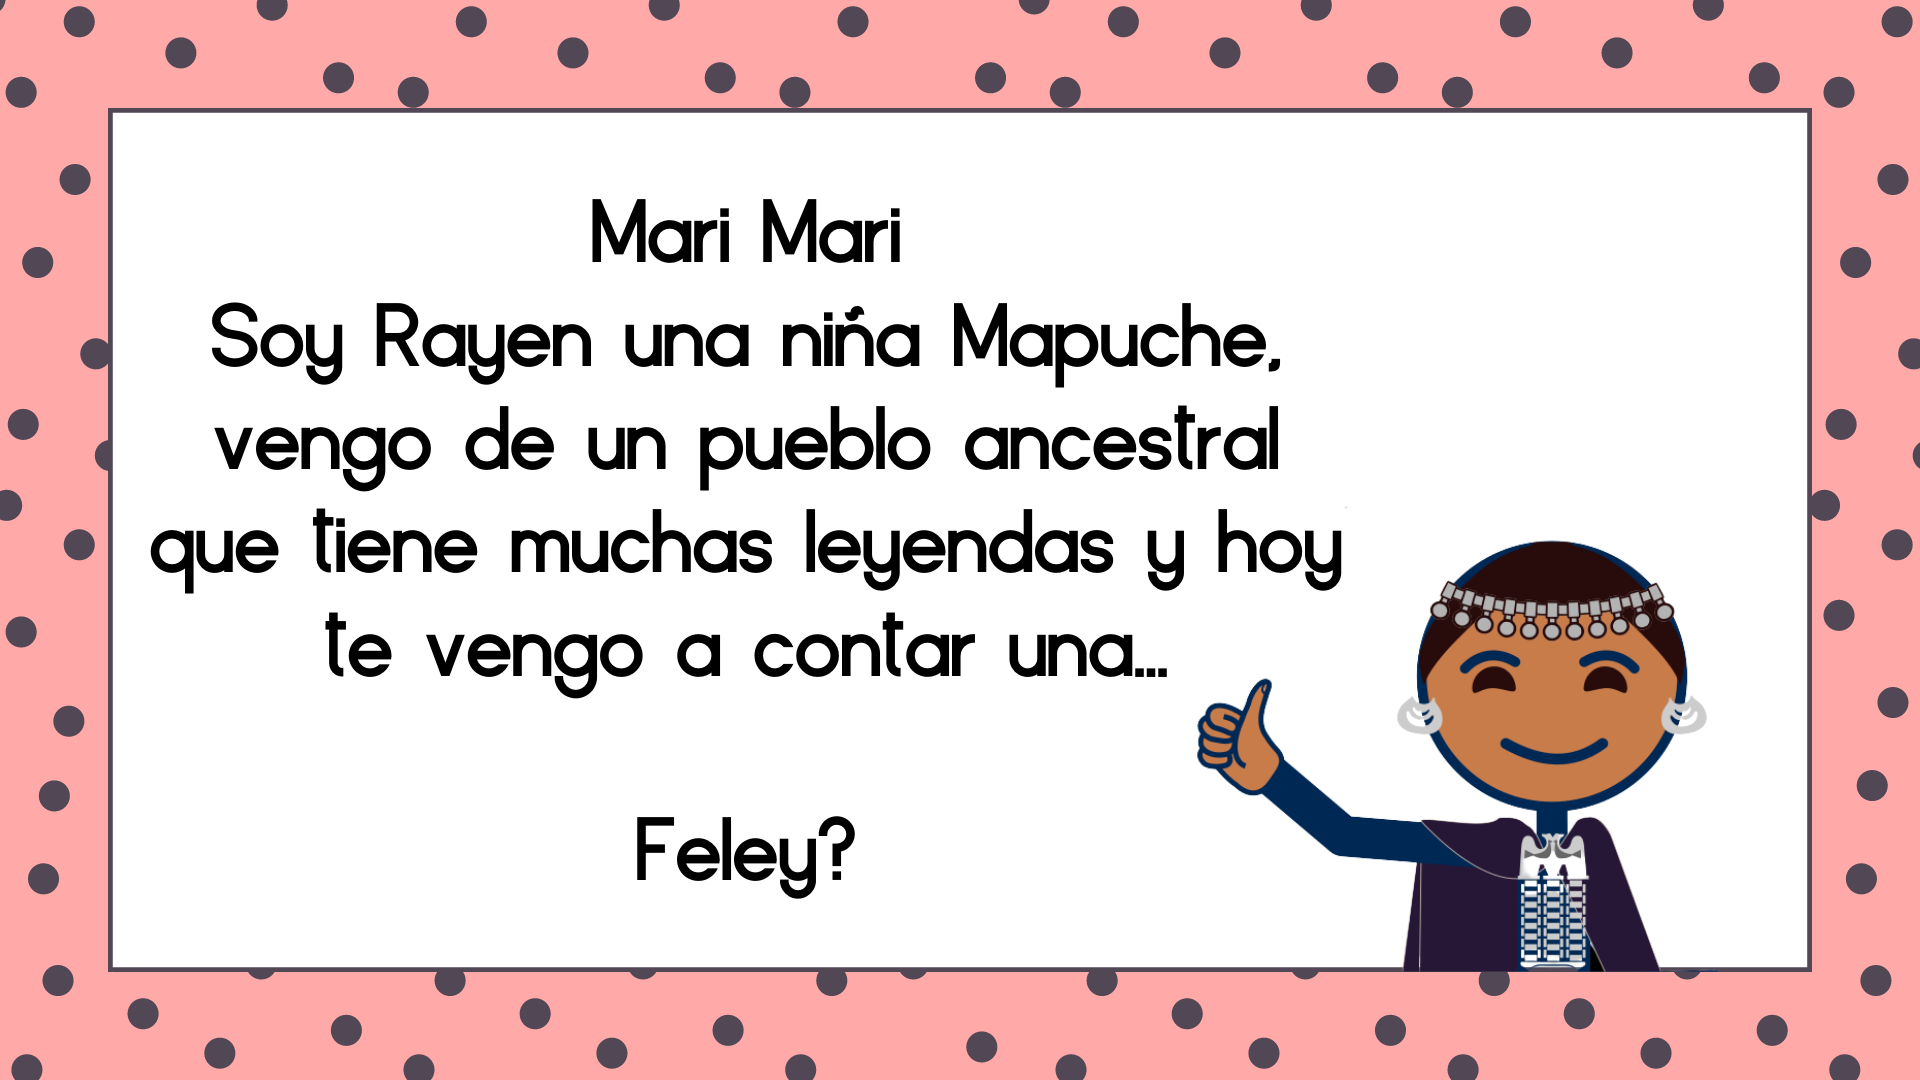 Mari Mari
Soy Rayen una niña Mapuche,
vengo de un pueblo ancestral
que tiene muchas leyendas y hoy
te vengo a contar una...
Feley?